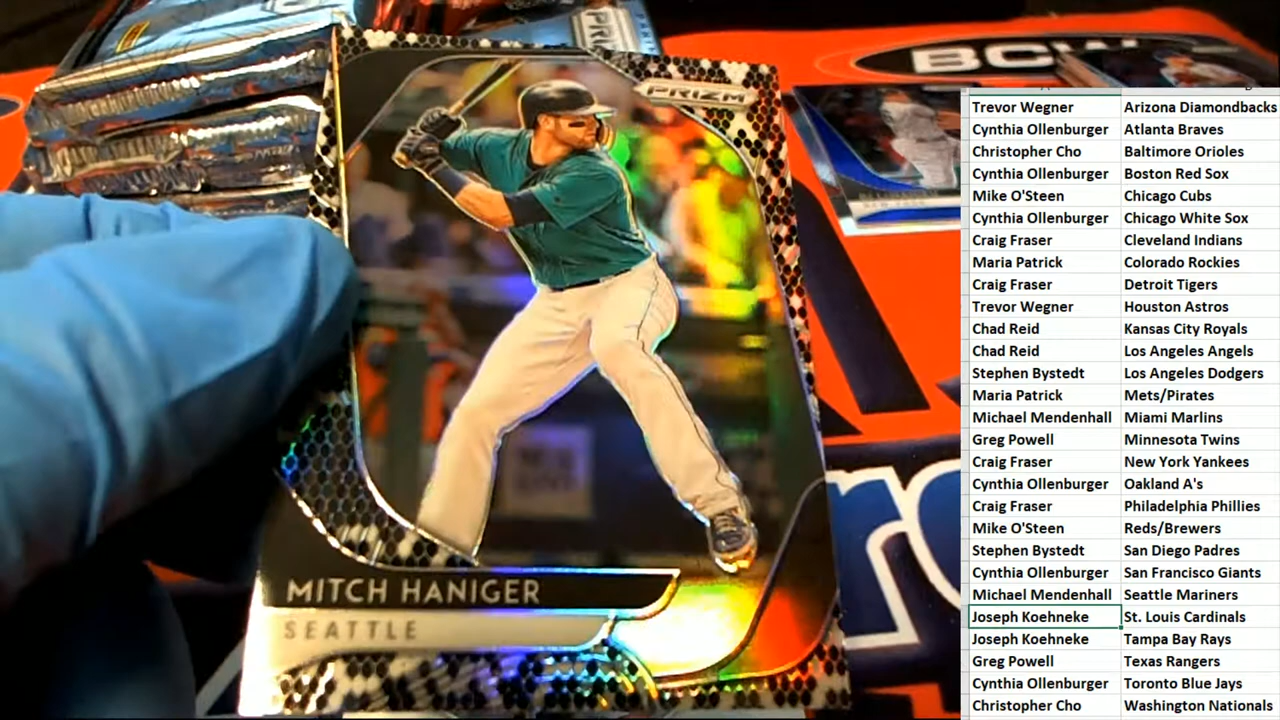 PRIZM
MITCH HANIGER
SEATTLE
Trevor Wegner Arizona Diamondbacks
Cynthia Ollenburger Atlanta Braves
Christopher Cho Baltimore Orioles
Cynthia Ollenburger Boston Red Sox
Mike O'Steen Chicago Cubs
Cynthia Ollenburger Chicago White Sox
Craig Fraser Cleveland Indians
Maria Patrick Colorado Rockies
Craig Fraser Detroit Tigers
Trevor Wegner Houston Astros
Chad Reid Kansas City Royals
Chad Reid Los Angeles Angels
Stephen Bystedt Los Angeles Dodgers
Maria Patrick Mets/Pirates
Michael Mendenhall Miami Marlins
Greg Powell Minnesota Twins
Craig Fraser New York Yankees
Cynthia Ollenburger Oakland A's
Craig Fraser Philadelphia Phillies
Mike O'Steen Reds/Brewers
Stephen Bystedt San Diego Padres
Cynthia Ollenburger San Francisco Giants
Michael Mendenhall Seattle Mariners
Joseph Koehneke St. Louis Cardinals
Joseph Koehneke Tampa Bay Rays
Greg Powell Texas Rangers
Cynthia Ollenburger Toronto Blue Jays
Christopher Cho Washington Nationals